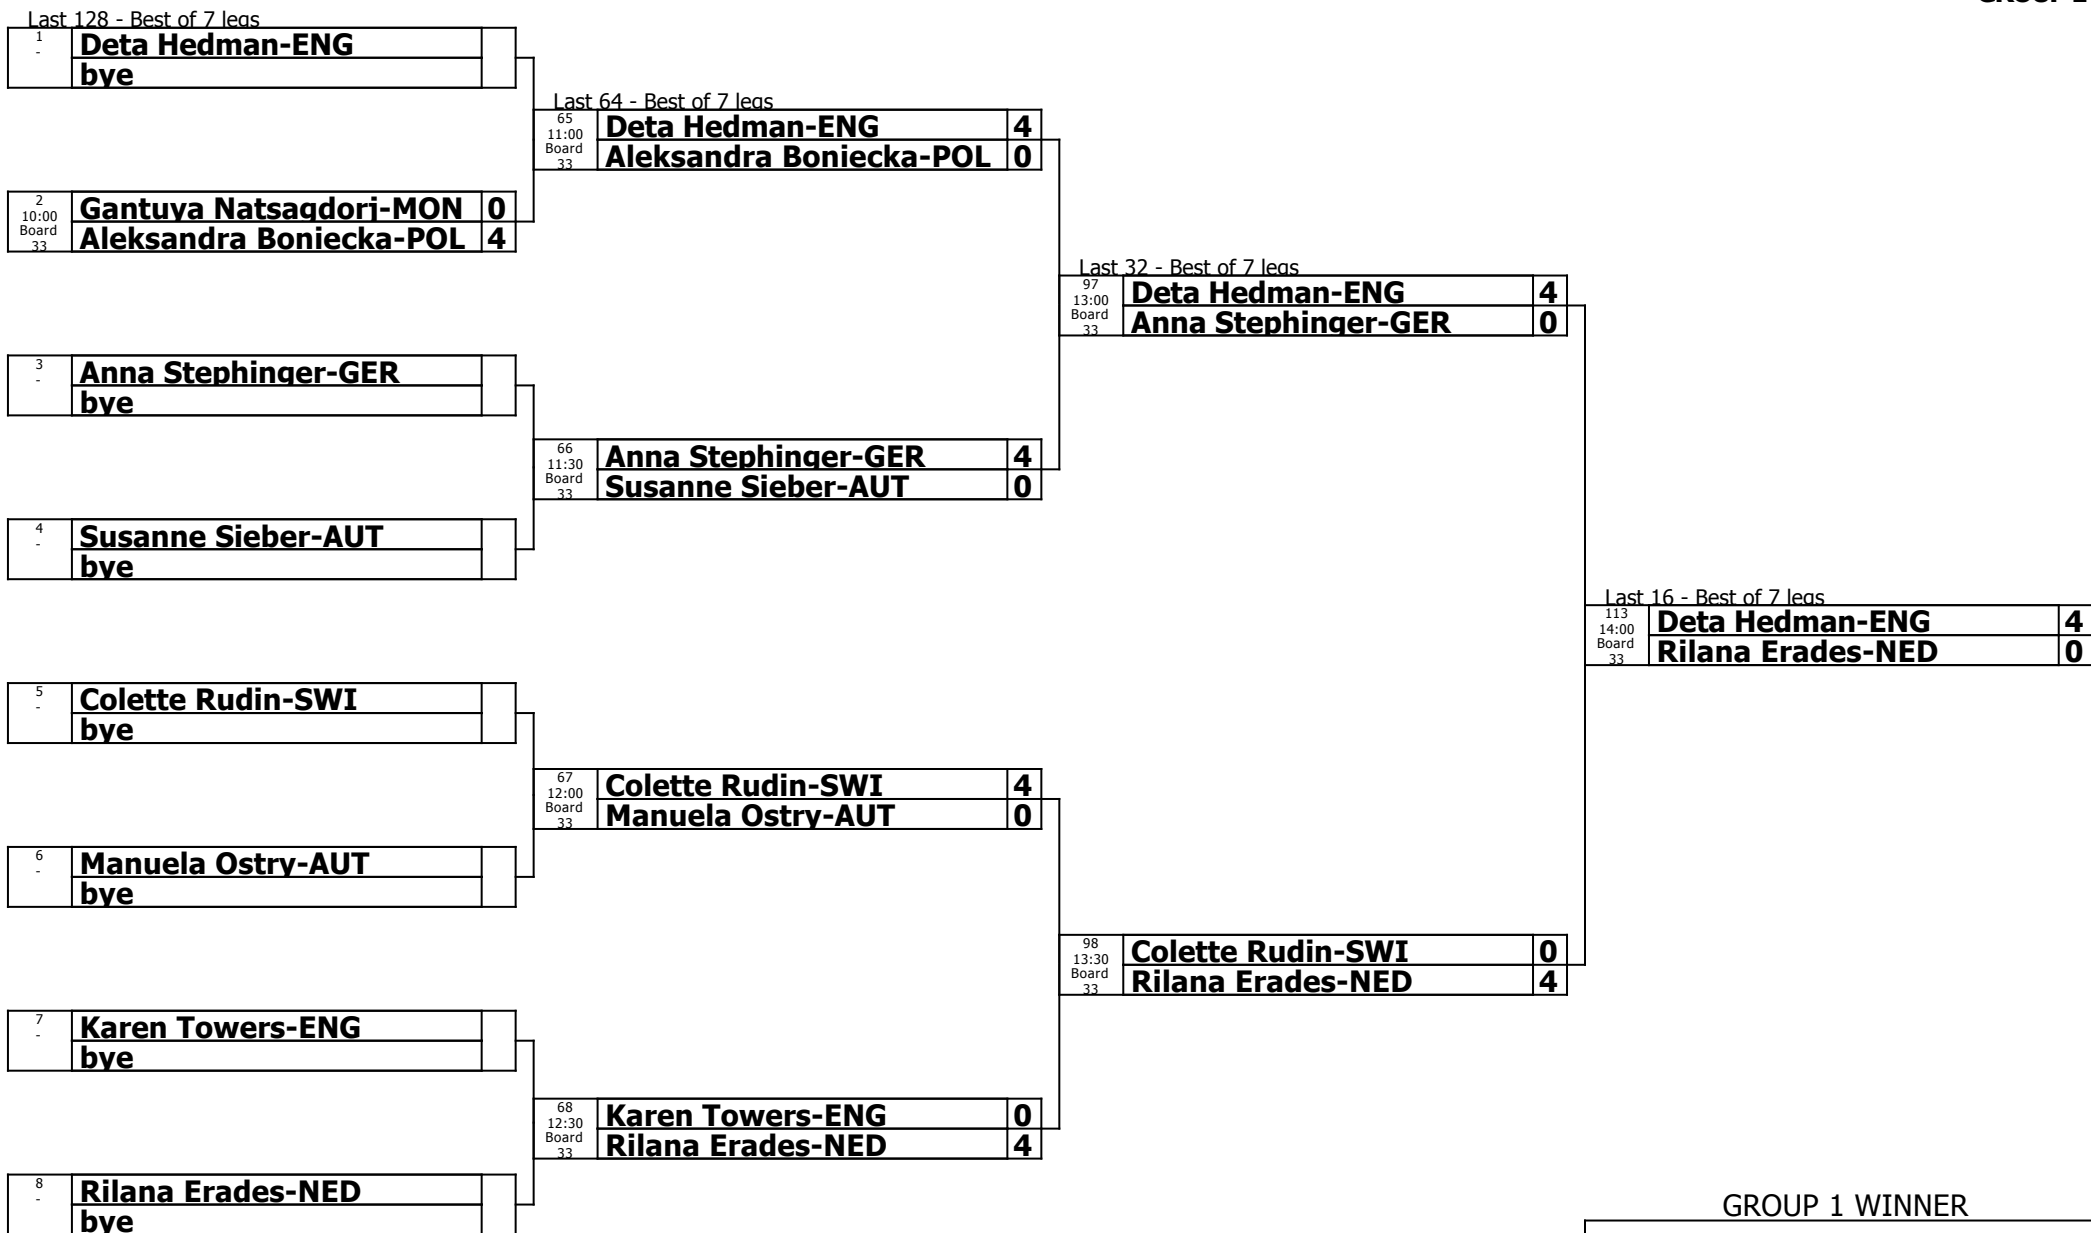 Last 128 - Best of 7 legs
1
-
Deta Hedman-ENG
bye
2
10:00
Board
33
Gantuya Natsagdorj-MON 0
Aleksandra Boniecka-POL 4
3
-
Anna Stephinger-GER
bye
4
-
Susanne Sieber-AUT
bye
5
-
Colette Rudin-SWI
bye
6
-
Manuela Ostry-AUT
bye
7
-
Karen Towers-ENG
bye
8
-
Rilana Erades-NED
bye
Last 64 - Best of 7 legs
65
11:00
Board
33
Deta Hedman-ENG 4
Aleksandra Boniecka-POL 0
66
11:30
Board
33
Anna Stephinger-GER 4
Susanne Sieber-AUT 0
67
12:00
Board
33
Colette Rudin-SWI 4
Manuela Ostry-AUT 0
68
12:30
Board
33
Karen Towers-ENG 0
Rilana Erades-NED 4
Last 32 - Best of 7 legs
97
13:00
Board
33
Deta Hedman-ENG 4
Anna Stephinger-GER 0
98
13:30
Board
33
Colette Rudin-SWI 0
Rilana Erades-NED 4
Last 16 - Best of 7 legs
113
14:00
Board
33
Deta Hedman-ENG 4
Rilana Erades-NED 0
GROUP 1 WINNER